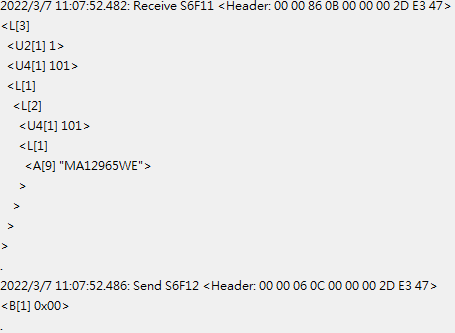 2022/3/7 11:07:52.482: Receive S6F11 <Header: 00 00 86 0B 00 00 00 2D E3 47>
<L[3]
<U2[1] 1>
<U4[1] 101>
<L[1]
<L[2]
<U4[1] 101>
<L[1]
<A[9] "MA12965WE">
>
>
>
>
.
2022/3/7 11:07:52.486: Send S6F12 <Header: 00 00 06 0C 00 00 00 2D E3 47>
<B[1] 0x00>
.